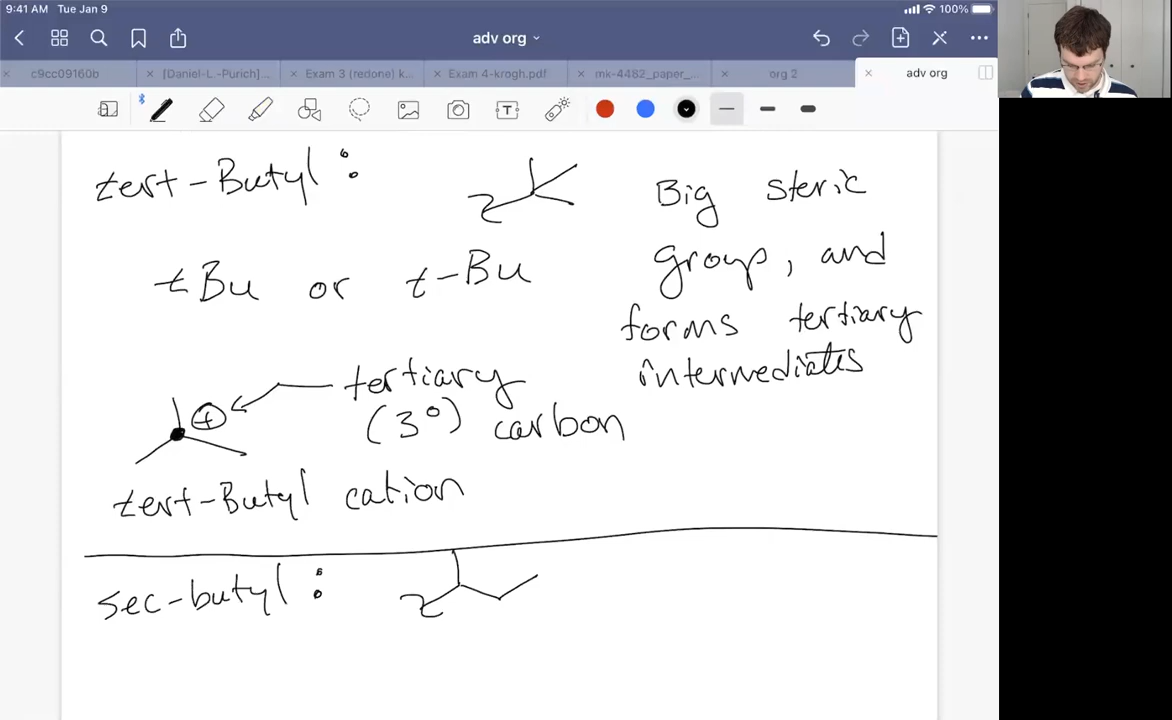 9:41 AM Tue Jan 9
100%
adv org
c9cc09160b
[Daniel-L.-Purich]...
Exam 3 (redone) k...
Exam 4-krogh.pdf
mk-4482_paper_...
org 2
adv org
T
tert-Butyl :
Big steric
group, and
tBu or t-Bu
forms tertiary
intermediates
tertiary
(3°) carbon
+
tert-Butyl cation
sec-butyl :